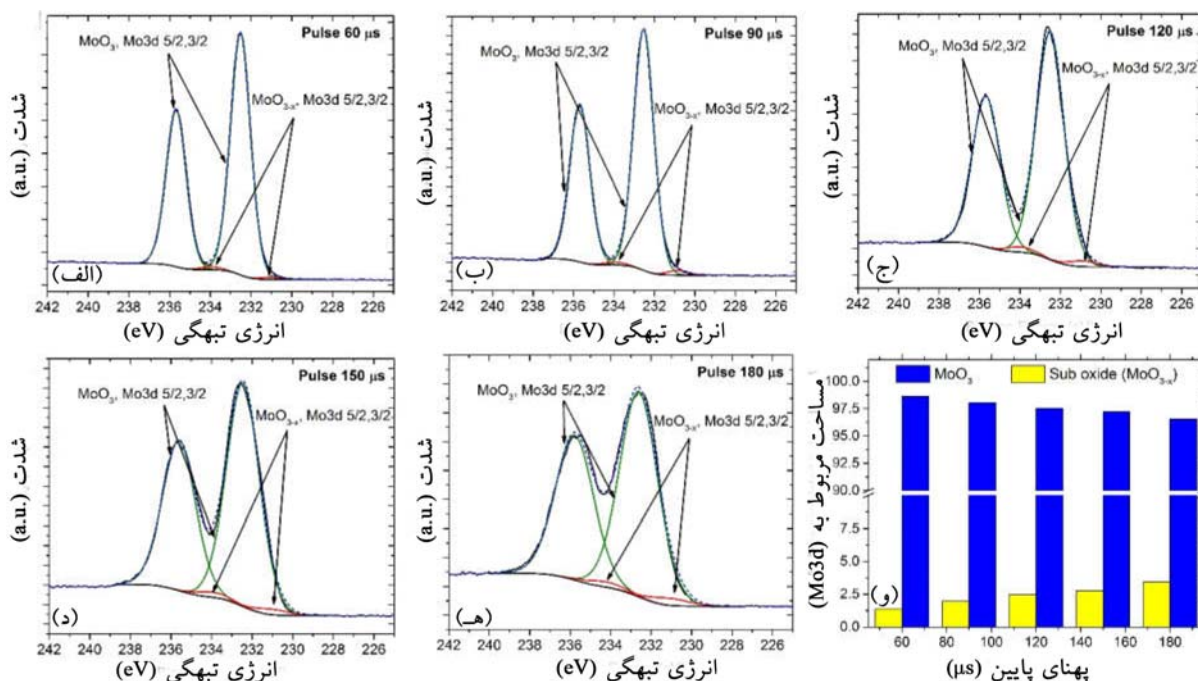 Pulse 60 μs
MoO₃, Mo3d 5/2,3/2
MoO₃₋ₓ, Mo3d 5/2,3/2
شدت (a.u.)
(الف)
242 240 238 236 234 232 230 228 226
انرژی تبهگی (eV)
Pulse 90 μs
MoO₃, Mo3d 5/2,3/2
MoO₃₋ₓ, Mo3d 5/2,3/2
شدت (a.u.)
(ب)
242 240 238 236 234 232 230 228 226
انرژی تبهگی (eV)
Pulse 120 μs
MoO₃, Mo3d 5/2,3/2
MoO₃₋ₓ, Mo3d 5/2,3/2
شدت (a.u.)
(ج)
242 240 238 236 234 232 230 228 226
انرژی تبهگی (eV)
Pulse 150 μs
MoO₃, Mo3d 5/2,3/2
MoO₃₋ₓ, Mo3d 5/2,3/2
شدت (a.u.)
(د)
242 240 238 236 234 232 230 228 226
انرژی تبهگی (eV)
Pulse 180 μs
MoO₃, Mo3d 5/2,3/2
MoO₃₋ₓ, Mo3d 5/2,3/2
شدت (a.u.)
(هـ)
242 240 238 236 234 232 230 228 226
انرژی تبهگی (eV)
MoO₃ Sub oxide (MoO₃₋ₓ)
مساحت مربوط به (Mo3d)
100.0
97.5
95.0
92.5
90.0
7.5
5.0
2.5
0.0
(و)
60 80 100 120 140 160 180
پهنای پایین (μs)